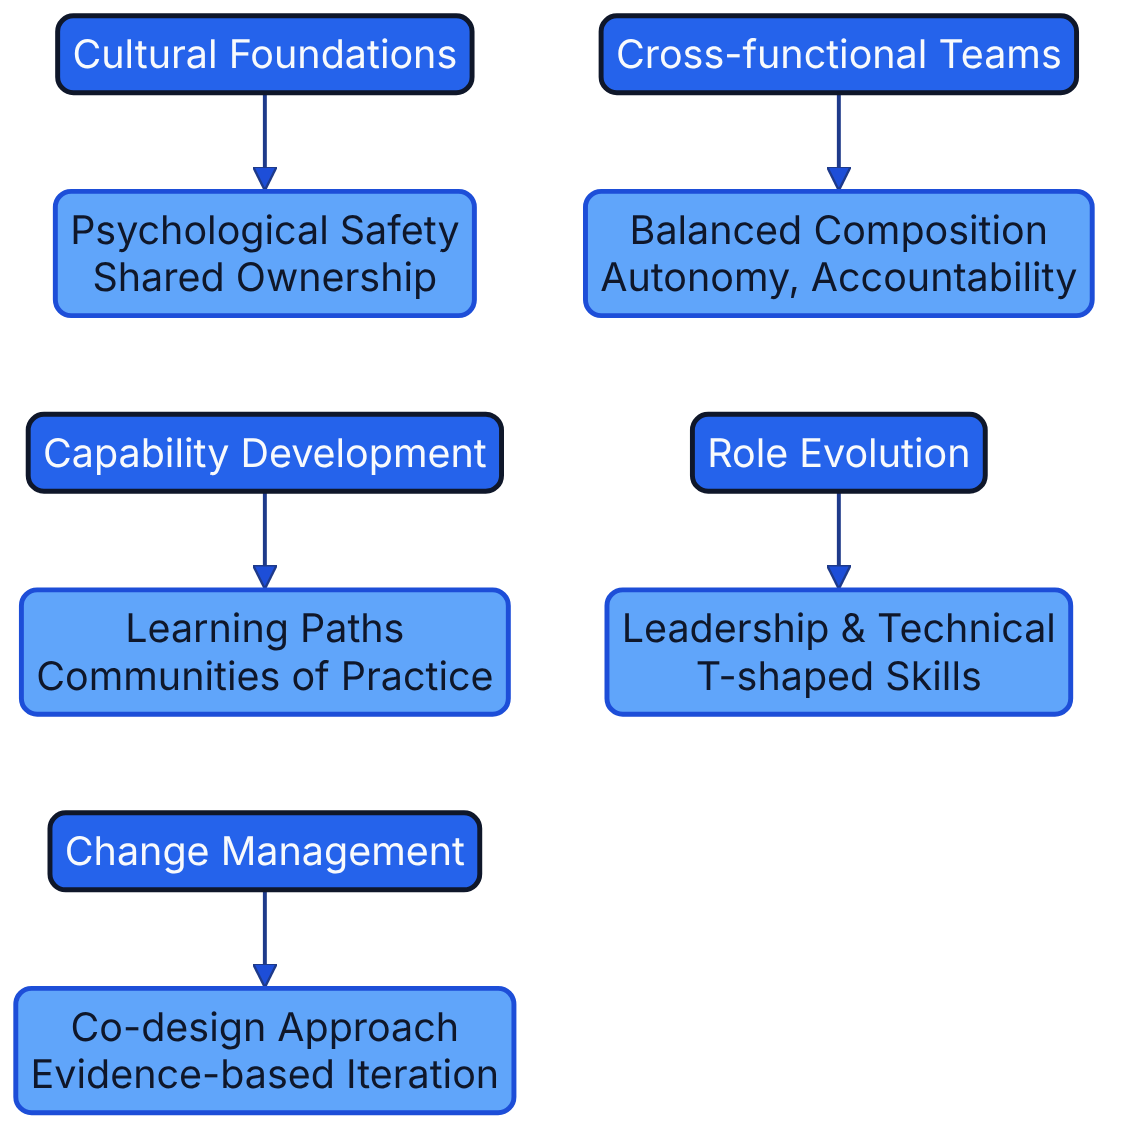 Cultural Foundations
Psychological Safety
Shared Ownership
Cross-functional Teams
Balanced Composition
Autonomy, Accountability
Capability Development
Learning Paths
Communities of Practice
Role Evolution
Leadership & Technical
T-shaped Skills
Change Management
Co-design Approach
Evidence-based Iteration